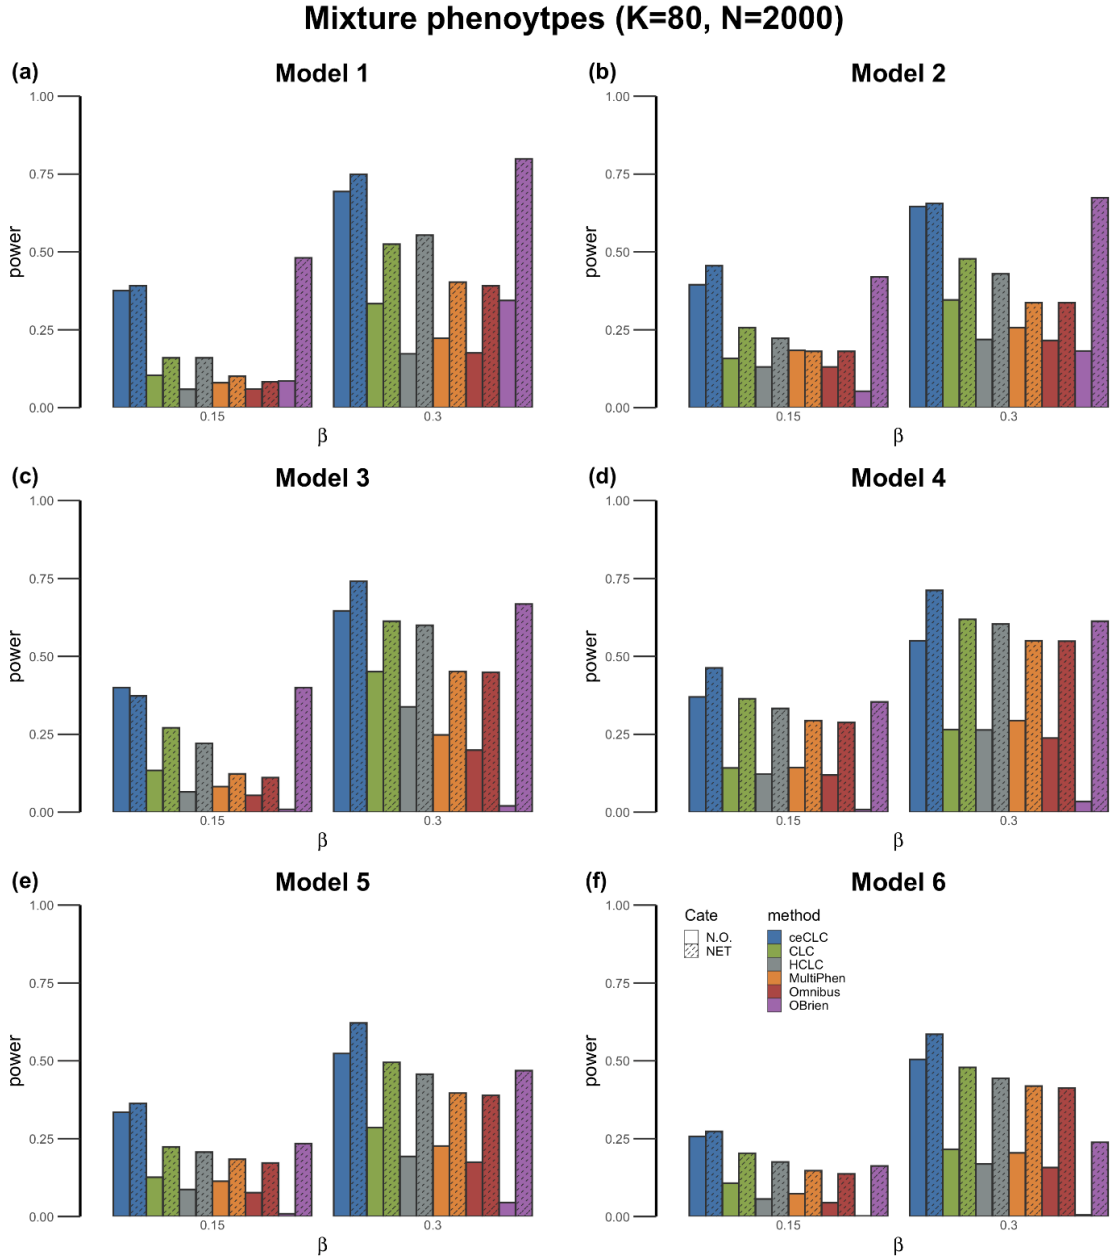 Mixture phenoytpes (K=80, N=2000)
(a)
Model 1
1.00
0.75
0.50
0.25
0.00
power
0.15
0.3
β
(b)
Model 2
1.00
0.75
0.50
0.25
0.00
power
0.15
0.3
β
(c)
Model 3
1.00
0.75
0.50
0.25
0.00
power
0.15
0.3
β
(d)
Model 4
1.00
0.75
0.50
0.25
0.00
power
0.15
0.3
β
(e)
Model 5
1.00
0.75
0.50
0.25
0.00
power
0.15
0.3
β
(f)
Model 6
1.00
0.75
0.50
0.25
0.00
power
Cate
N.O.
NET
method
ceCLC
CLC
HCLC
MultiPhen
Omnibus
OBrien
0.15
0.3
β